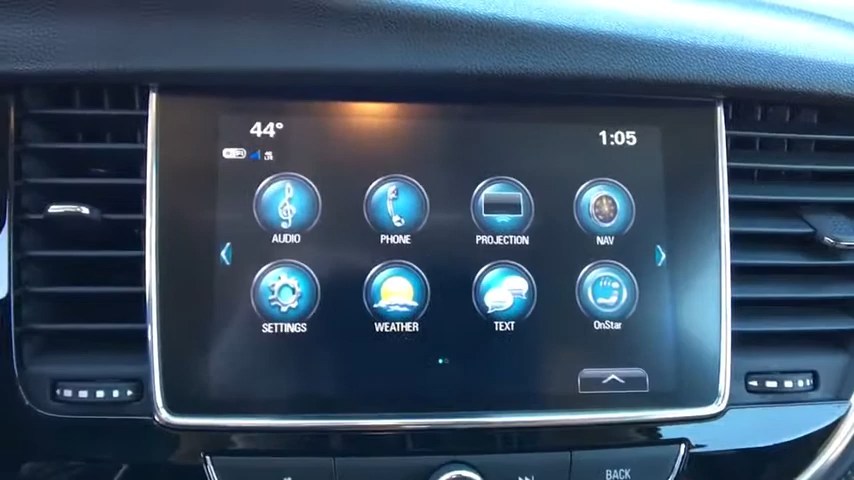 44° 1:05
AUDIO PHONE PROJECTION NAV
SETTINGS WEATHER TEXT OnStar
BACK